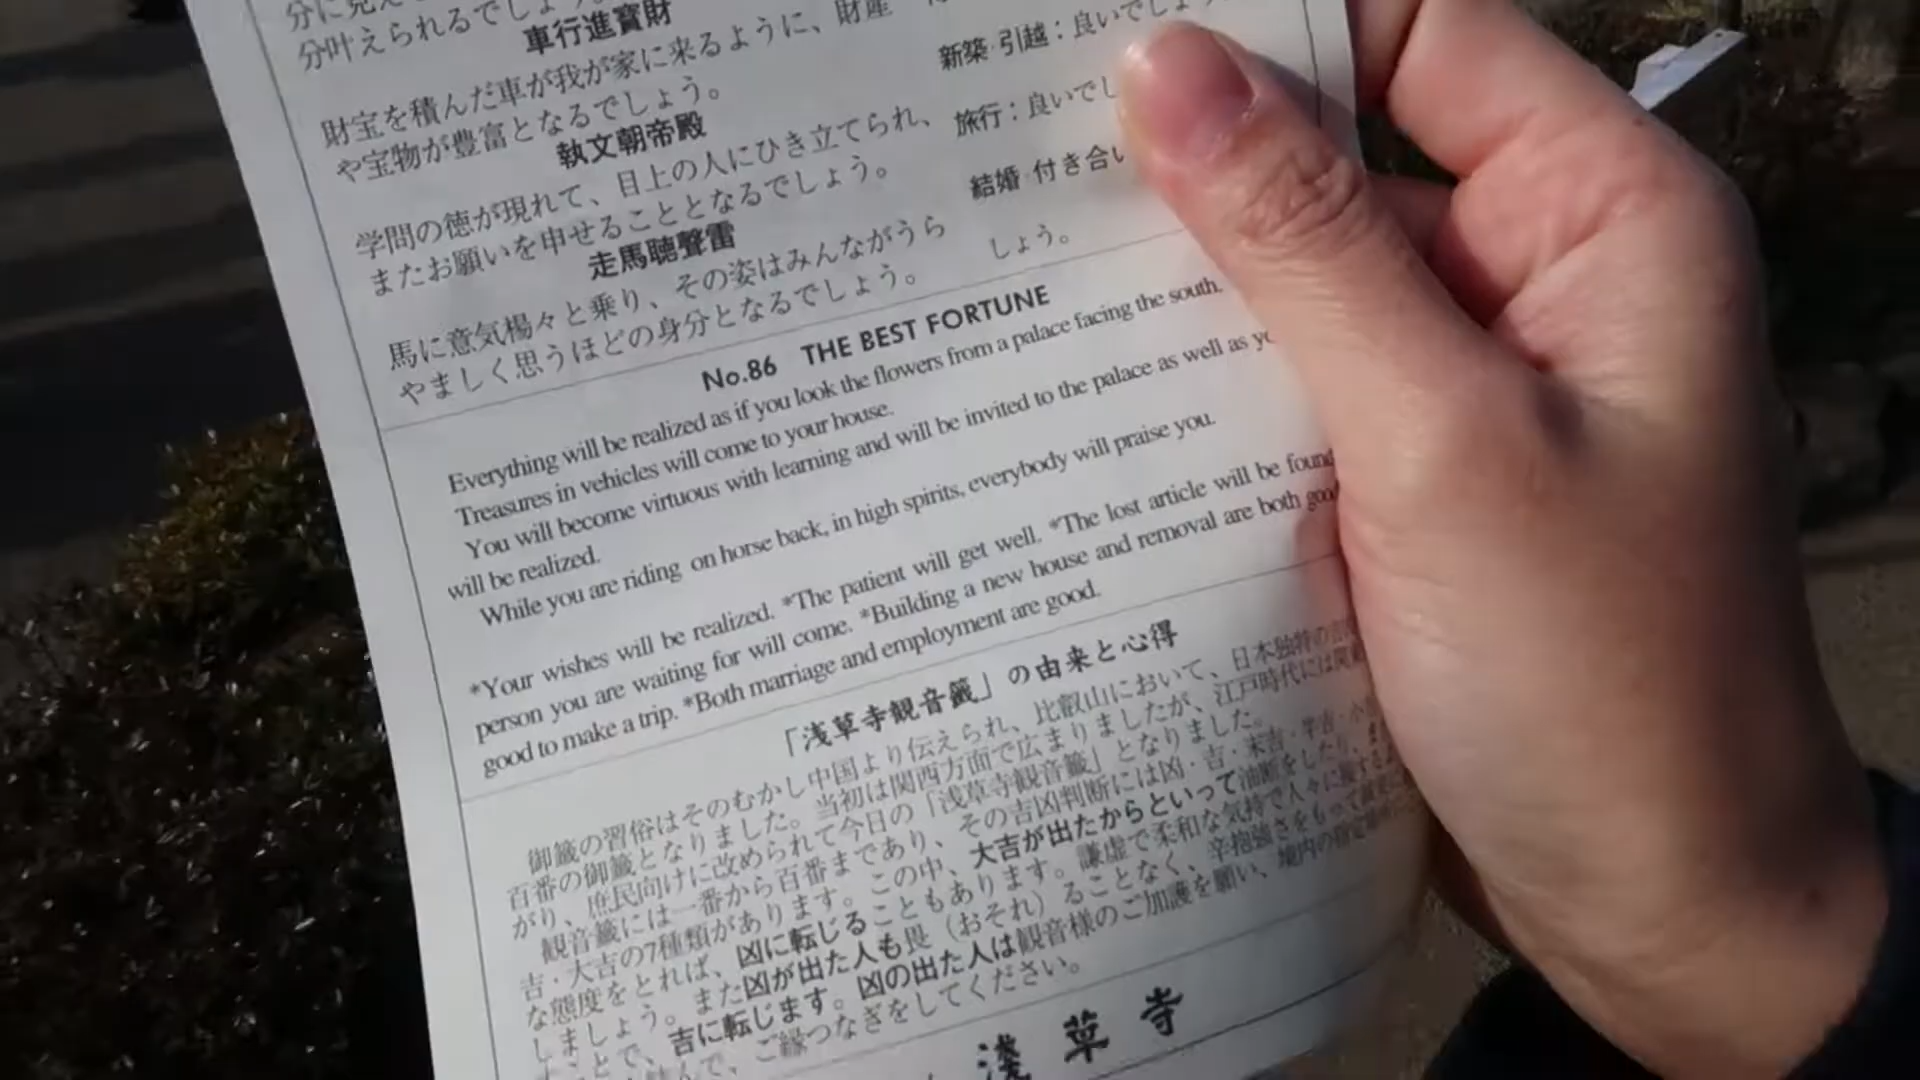 分叶えられるでしょう。
車行進寳財
財宝を積んだ車が我が家に来るように、財産
や宝物が豊富となるでしょう。
執文朝帝殿
学問の徳が現れて、目上の人にひき立てられ、
またお願いを申せることとなるでしょう。
走馬聴聲雷
馬に意気楊々と乗り、その姿はみんながうら
やましく思うほどの身分となるでしょう。
新築・引越：良いでしょう
旅行：良いでし
結婚・付き合い
しょう。
No.86 THE BEST FORTUNE
Everything will be realized as if you look the flowers from a palace facing the south.
Treasures in vehicles will come to your house.
You will become virtuous with learning and will be invited to the palace as well as
will be realized.
While you are riding on horse back, in high spirits, everybody will praise you.
*Your wishes will be realized. *The patient will get well. *The lost article will be found
person you are waiting for will come. *Building a new house and removal are both good
good to make a trip. *Both marriage and employment are good.
「浅草寺観音籤」の由来と心得
御籤の習俗はそのむかし中国より伝えられ、比叡山において、日本独特の
百番の御籤となりました。当初は関西方面で広まりましたが、江戸時代には関東
がり、庶民向けに改められて今日の「浅草寺観音籤」となりました。
観音籤には一番から百番まであり、その吉凶判断には凶・吉・末吉・半吉・小
吉・大吉の7種類があります。この中、大吉が出たからといって油断をしたり、
な態度をとれば、凶に転じることもあります。謙虚で柔和な気持で人々に接する
しましょう。また凶が出た人も畏（おそれ）ることなく、辛抱強さをもって
ことで、吉に転じます。凶の出た人は観音様のご加護を願い、境内の指定場所
んで、ご縁つなぎをしてください。
浅草寺